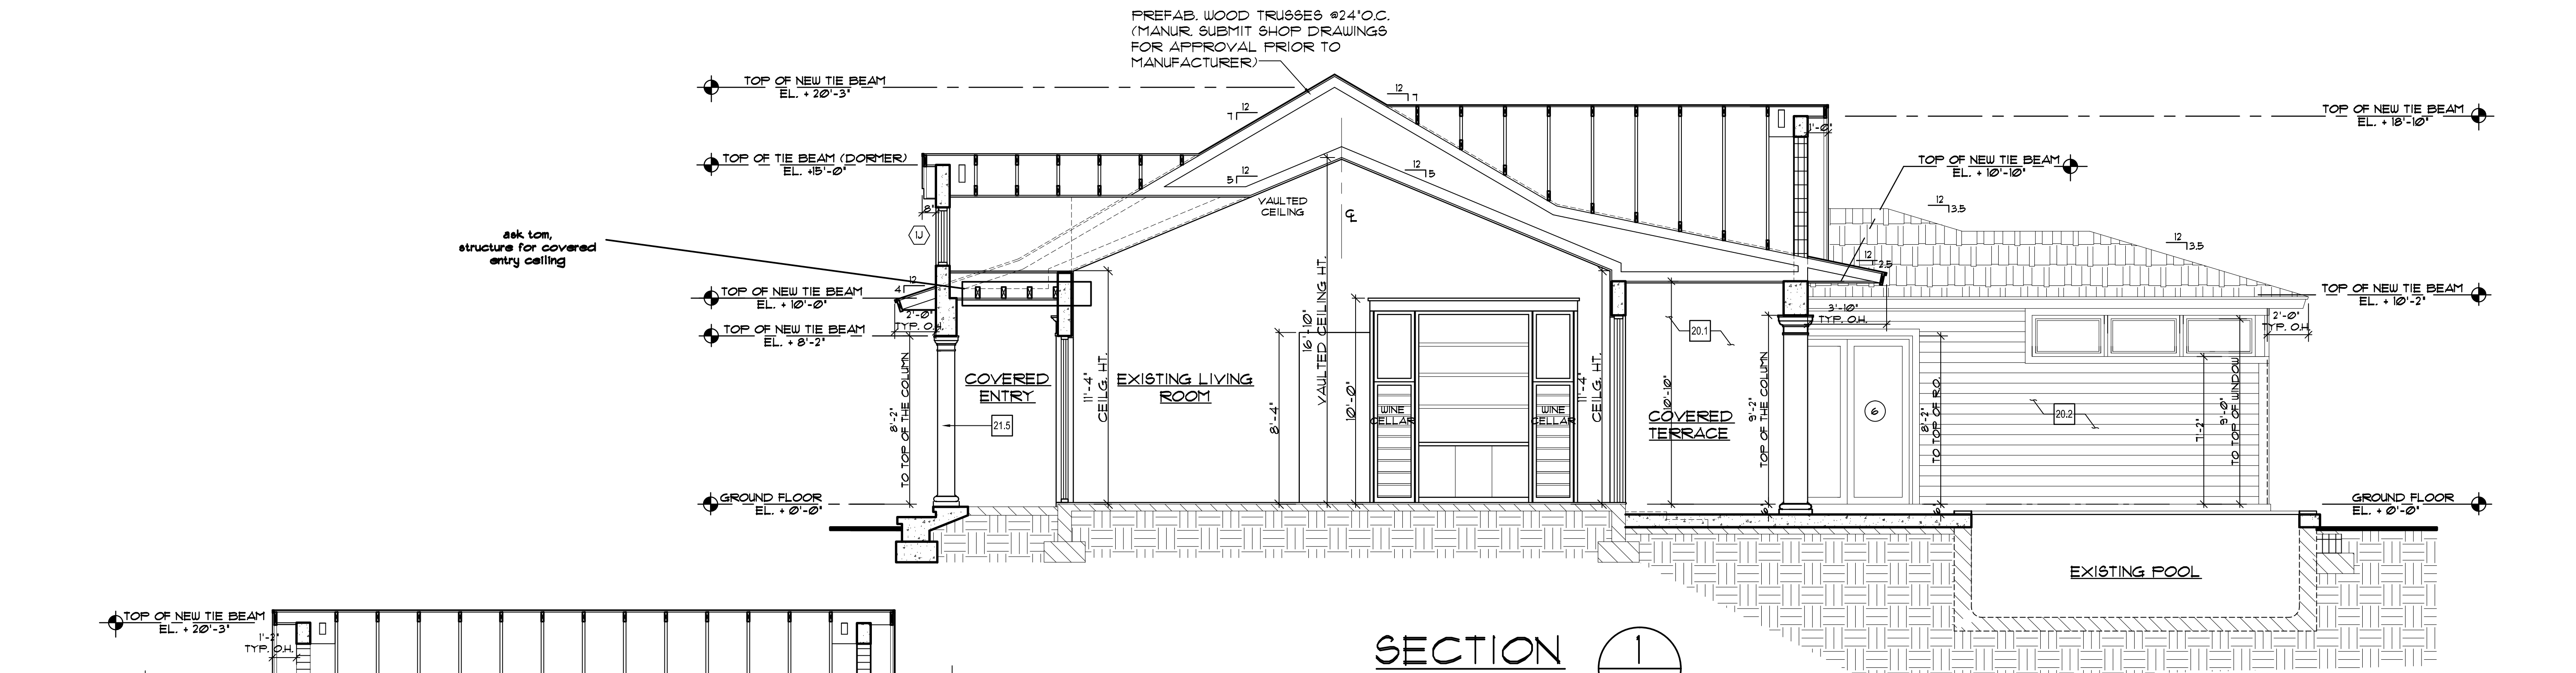 PREFAB. WOOD TRUSSES @24"O.C.
(MANUR. SUBMIT SHOP DRAWINGS
FOR APPROVAL PRIOR TO
MANUFACTURER)
TOP OF NEW TIE BEAM
EL. + 20'-3"
TOP OF TIE BEAM (DORMER)
EL. +15'-0"
ask tom,
structure for covered
entry ceiling
TOP OF NEW TIE BEAM
EL. + 10'-0"
TOP OF NEW TIE BEAM
EL. + 8'-2"
GROUND FLOOR
EL. + 0'-0"
8"
1J
12
4
2'-0"
TYP. O.H.
8'-2"
TO TOP OF THE COLUMN
COVERED
ENTRY
21.5
12
7
12
7
12
5
12
5
VAULTED
CEILING
℄
11'-4"
CEILG. HT.
EXISTING LIVING
ROOM
8'-4"
16'-10"
VAULTED CEILING HT.
10'-0"
WINE
CELLAR
WINE
CELLAR
11'-4"
CEILG. HT.
20.1
10'-10"
COVERED
TERRACE
9'-2"
TOP OF THE COLUMN
1'-0"
12
2.5
3'-10"
TYP. O.H.
6"
6
8'-2"
TO TOP OF R.O.
20.2
7'-2"
9'-0"
TO TOP OF WINDOW
2'-0"
TYP. O.H.
12
3.5
12
3.5
TOP OF NEW TIE BEAM
EL. + 18'-10"
TOP OF NEW TIE BEAM
EL. + 10'-10"
TOP OF NEW TIE BEAM
EL. + 10'-2"
GROUND FLOOR
EL. + 0'-0"
EXISTING POOL
TOP OF NEW TIE BEAM
EL. + 20'-3"
1'-2"
TYP. O.H.
SECTION
1